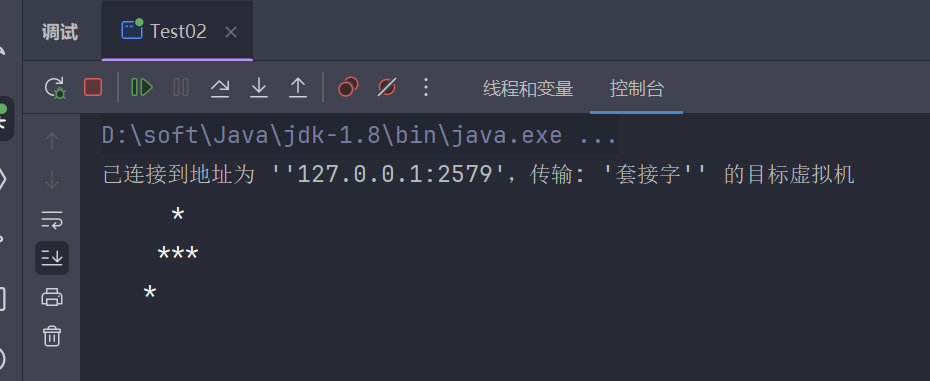 调试
Test02
线程和变量
控制台
D:\soft\Java\jdk-1.8\bin\java.exe ...
已连接到地址为 ''127.0.0.1:2579'，传输: '套接字'' 的目标虚拟机
     *
    ***
   *